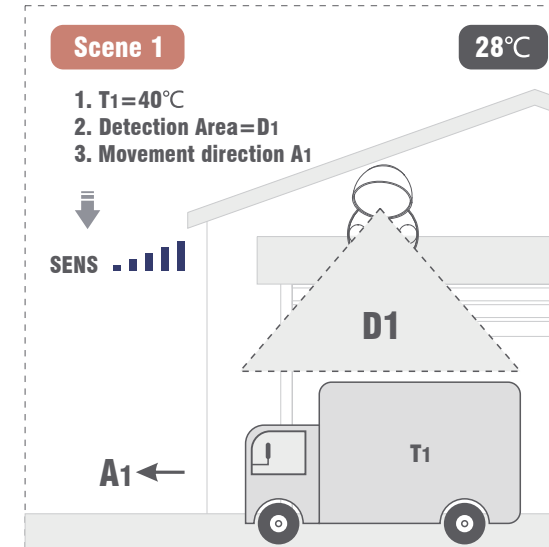 Scene 1
28℃
1. T1=40℃
2. Detection Area=D1
3. Movement direction A1
SENS
D1
T1
A1